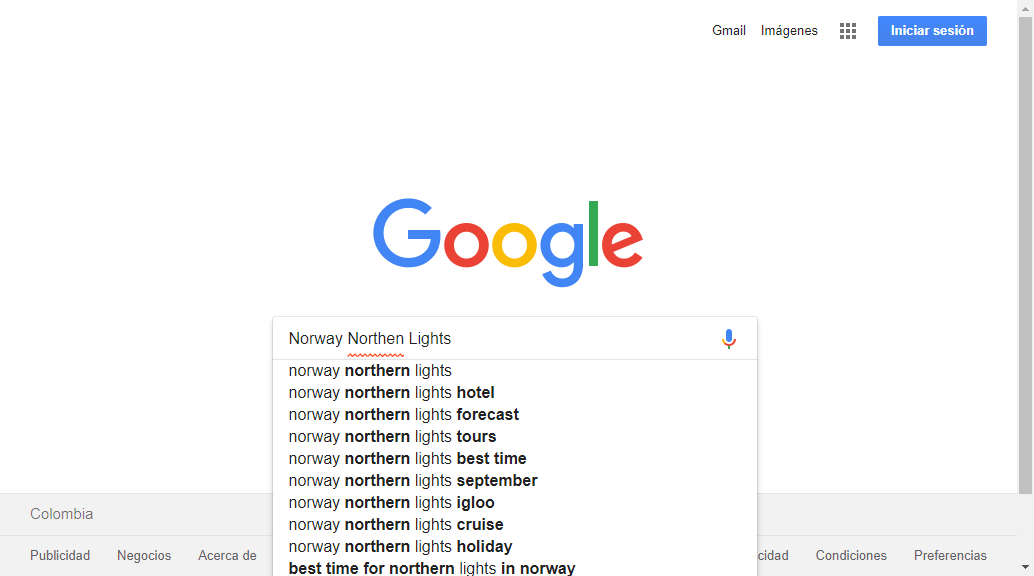 Gmail Imágenes Iniciar sesión
Google
Norway Northen Lights
norway northern lights
norway northern lights hotel
norway northern lights forecast
norway northern lights tours
norway northern lights best time
norway northern lights september
norway northern lights igloo
norway northern lights cruise
norway northern lights holiday
best time for northern lights in norway
Colombia
Publicidad Negocios Acerca de cidad Condiciones Preferencias